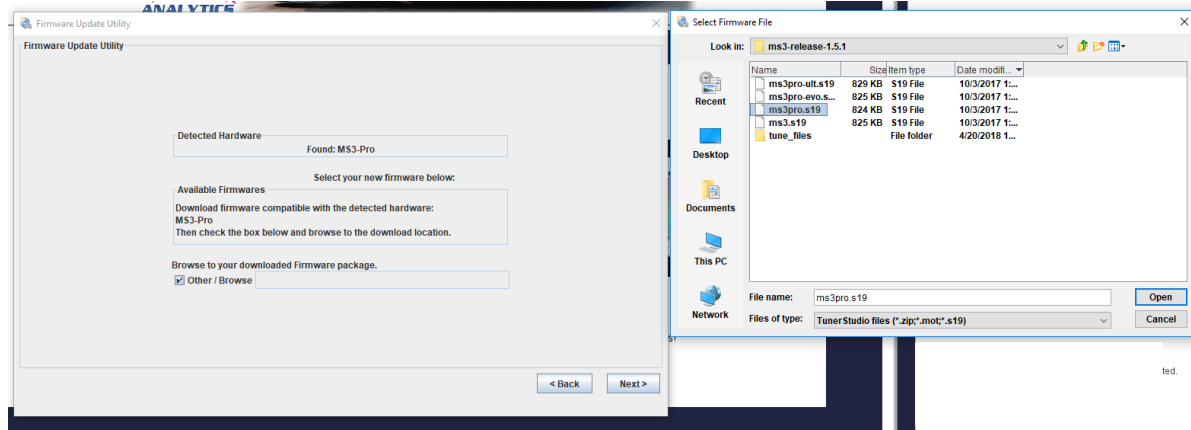 ANALYTICS
Firmware Update Utility
Firmware Update Utility
Detected Hardware
Found: MS3-Pro
Select your new firmware below:
Available Firmwares
Download firmware compatible with the detected hardware:
MS3-Pro
Then check the box below and browse to the download location.
Browse to your downloaded Firmware package.
Other / Browse
< Back Next >
Select Firmware File
Look in: ms3-release-1.5.1
Name Size Item type Date modifi...
ms3pro-ult.s19 829 KB S19 File 10/3/2017 1:...
ms3pro-evo.s... 825 KB S19 File 10/3/2017 1:...
ms3pro.s19 824 KB S19 File 10/3/2017 1:...
ms3.s19 825 KB S19 File 10/3/2017 1:...
tune_files File folder 4/20/2018 1...
Recent
Desktop
Documents
This PC
Network
File name: ms3pro.s19 Open
Files of type: TunerStudio files (*.zip;*.mot;*.s19) Cancel
ted.